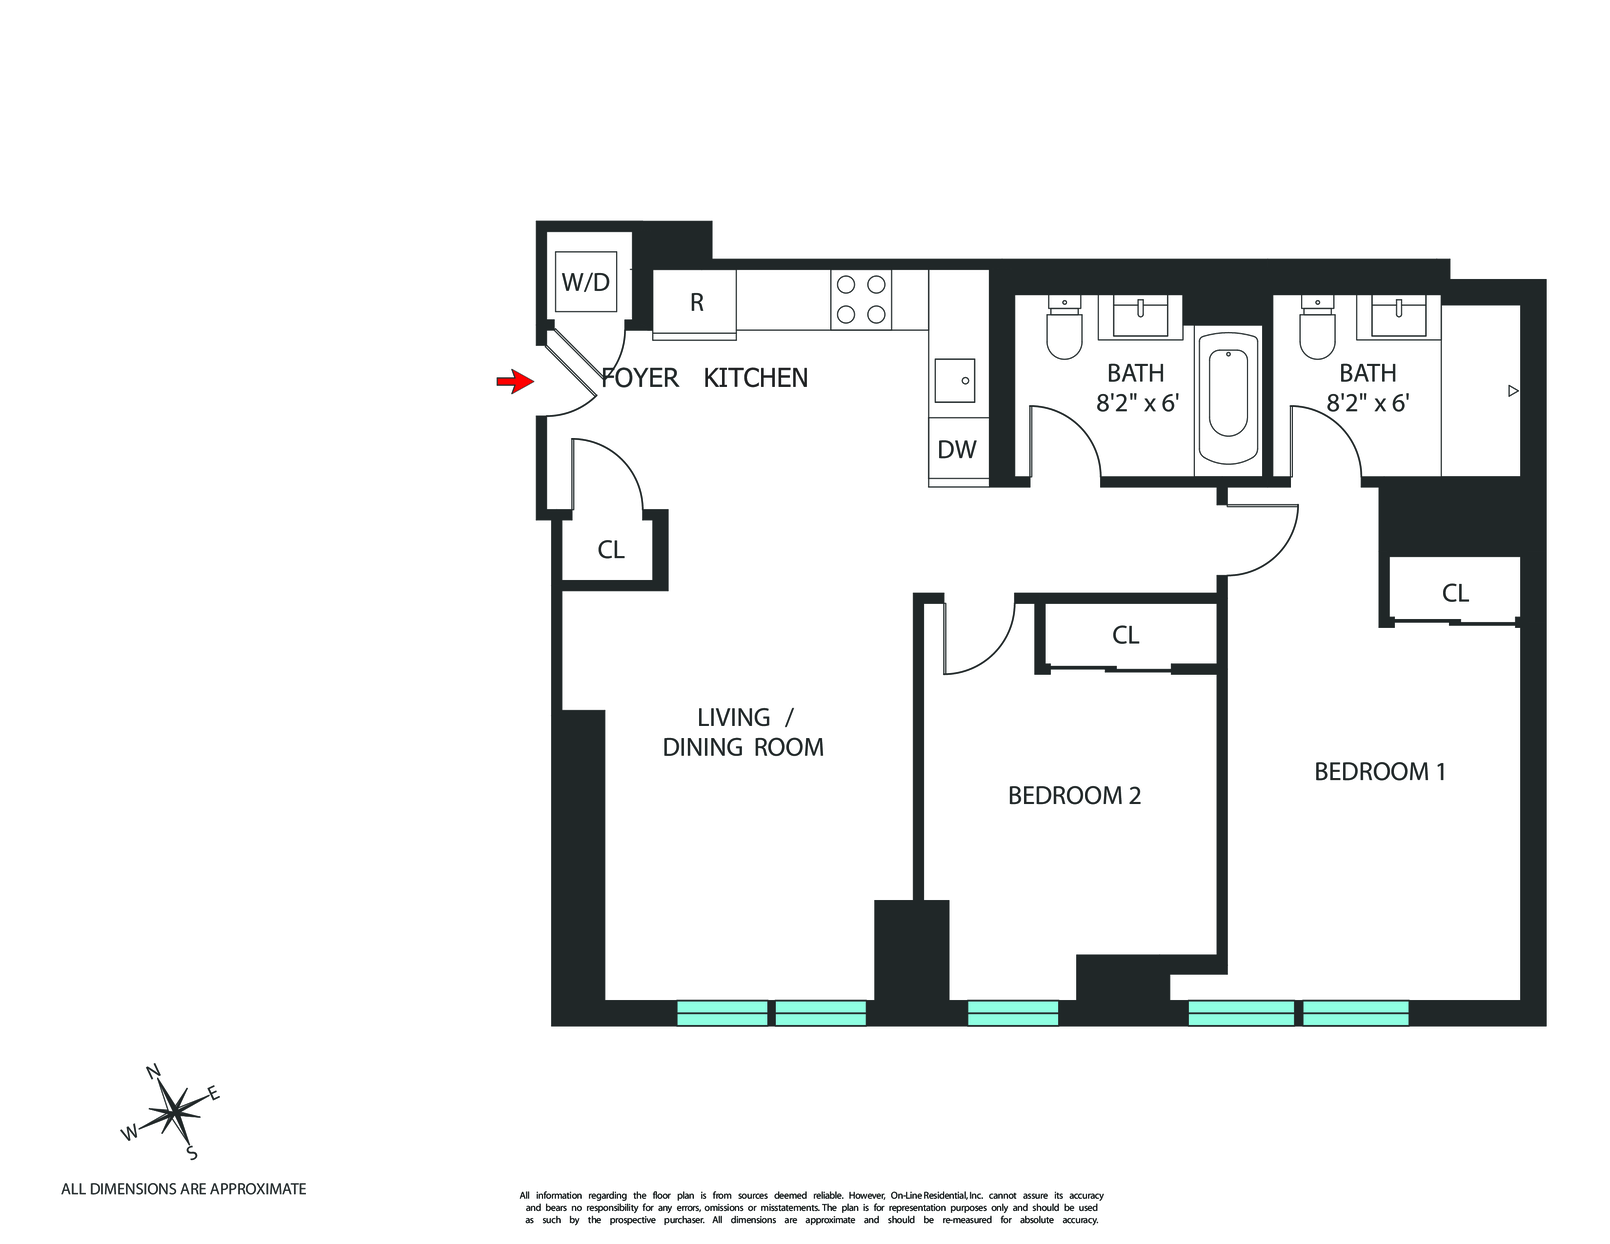 W/D
R
FOYER KITCHEN
BATH
8'2" x 6'
BATH
8'2" x 6'
DW
CL
CL
CL
LIVING /
DINING ROOM
BEDROOM 2
BEDROOM 1
N
E
W
S
ALL DIMENSIONS ARE APPROXIMATE
All information regarding the floor plan is from sources deemed reliable. However, On-Line Residential, Inc. cannot assure its accuracy
and bears no responsibility for any errors, omissions or misstatements. The plan is for representation purposes only and should be used
as such by the prospective purchaser. All dimensions are approximate and should be re-measured for absolute accuracy.